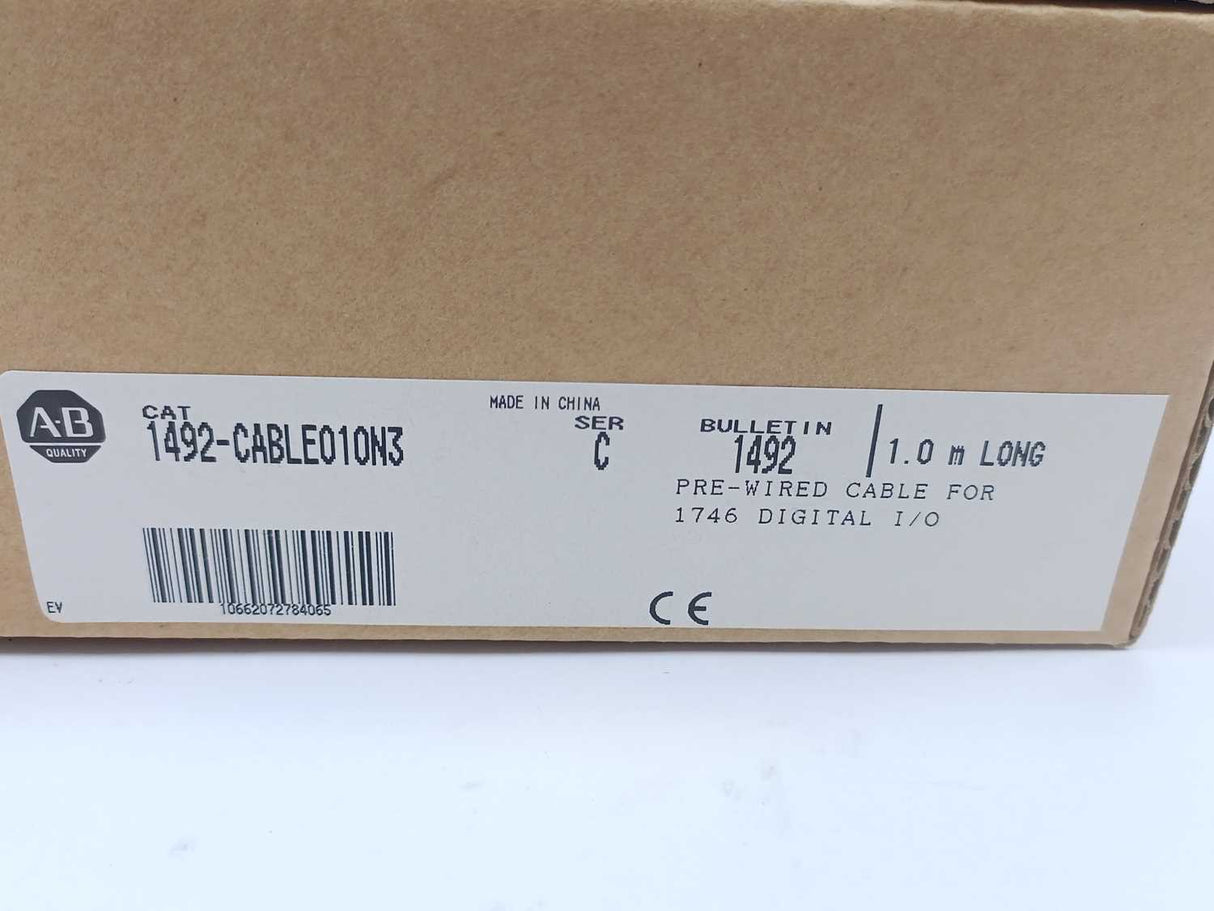 A-B
QUALITY
CAT
1492-CABLE010N3
MADE IN CHINA
SER
C
BULLETIN
1492
1.0 m LONG
PRE-WIRED CABLE FOR
1746 DIGITAL I/O
10662072784065
EV
CE